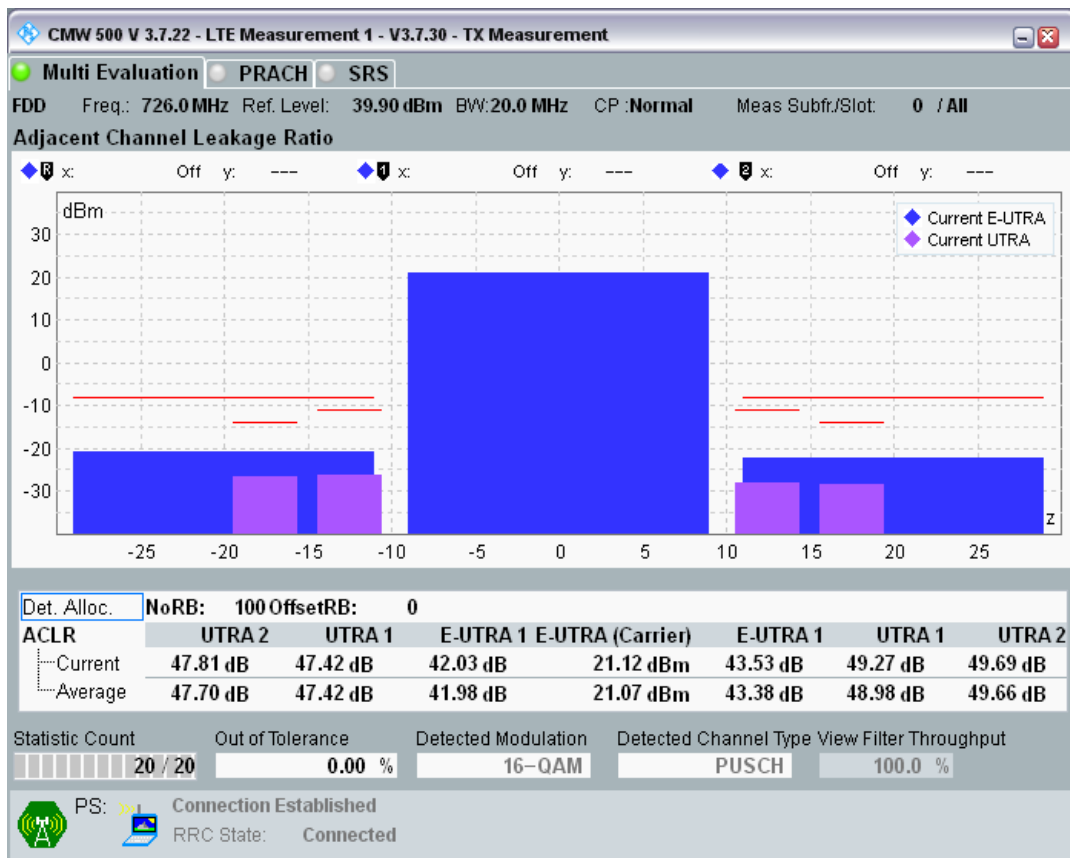 CMW 500 V 3.7.22 - LTE Measurement 1 - V3.7.30 - TX Measurement
Multi Evaluation PRACH SRS
FDD Freq.: 726.0 MHz Ref. Level: 39.90 dBm BW:20.0 MHz CP :Normal Meas Subfr./Slot: 0 / All
Adjacent Channel Leakage Ratio
R x: Off y: --- 1 x: Off y: --- 2 x: Off y: ---
dBm
Current E-UTRA
Current UTRA
30
20
10
0
-10
-20
-30
z
-25 -20 -15 -10 -5 0 5 10 15 20 25
Det. Alloc. NoRB: 100 OffsetRB: 0
ACLR UTRA 2 UTRA 1 E-UTRA 1 E-UTRA (Carrier) E-UTRA 1 UTRA 1 UTRA 2
Current 47.81 dB 47.42 dB 42.03 dB 21.12 dBm 43.53 dB 49.27 dB 49.69 dB
Average 47.70 dB 47.42 dB 41.98 dB 21.07 dBm 43.38 dB 48.98 dB 49.66 dB
Statistic Count Out of Tolerance Detected Modulation Detected Channel Type View Filter Throughput
20 / 20 0.00 % 16-QAM PUSCH 100.0 %
PS: Connection Established
RRC State: Connected